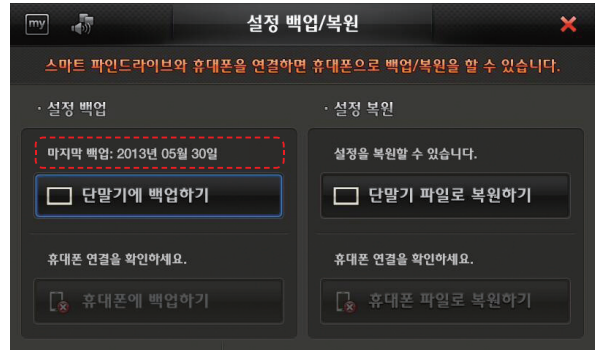 my
설정 백업/복원
스마트 파인드라이브와 휴대폰을 연결하면 휴대폰으로 백업/복원을 할 수 있습니다.
· 설정 백업
마지막 백업: 2013년 05월 30일
단말기에 백업하기
휴대폰 연결을 확인하세요.
휴대폰에 백업하기
· 설정 복원
설정을 복원할 수 있습니다.
단말기 파일로 복원하기
휴대폰 연결을 확인하세요.
휴대폰 파일로 복원하기